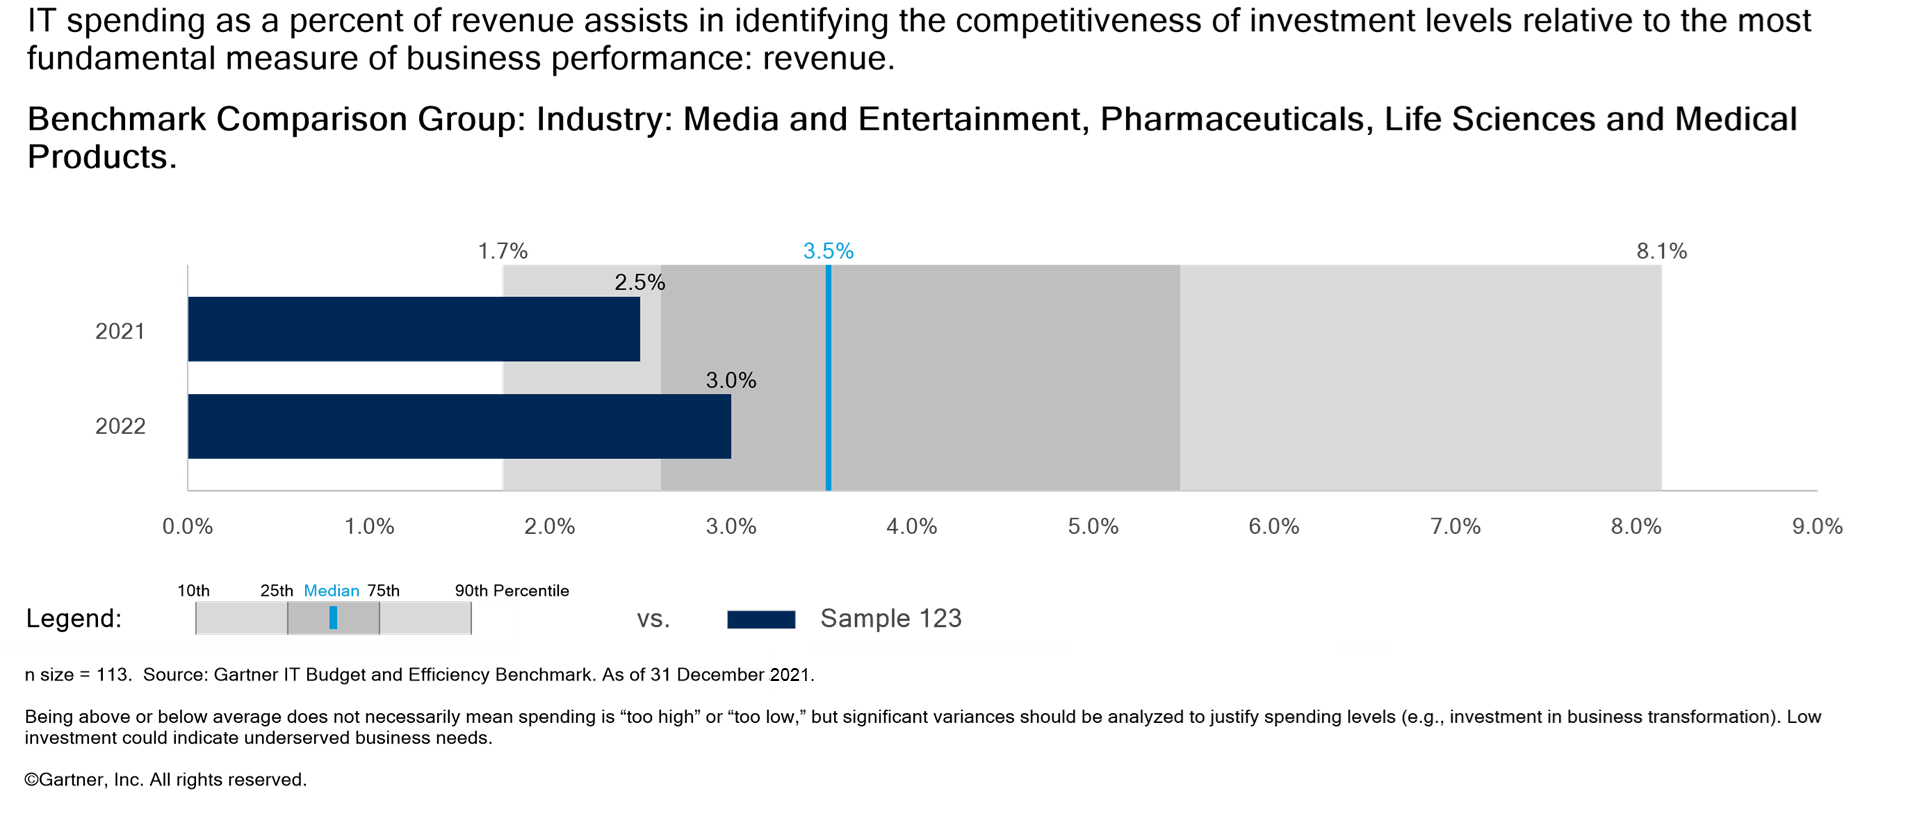 IT spending as a percent of revenue assists in identifying the competitiveness of investment levels relative to the most
fundamental measure of business performance: revenue.
Benchmark Comparison Group: Industry: Media and Entertainment, Pharmaceuticals, Life Sciences and Medical
Products.
1.7% 3.5% 8.1%
2.5%
2021
3.0%
2022
0.0% 1.0% 2.0% 3.0% 4.0% 5.0% 6.0% 7.0% 8.0% 9.0%
10th 25th Median 75th 90th Percentile
Legend: vs. Sample 123
n size = 113.  Source: Gartner IT Budget and Efficiency Benchmark. As of 31 December 2021.
Being above or below average does not necessarily mean spending is “too high” or “too low,” but significant variances should be analyzed to justify spending levels (e.g., investment in business transformation). Low
investment could indicate underserved business needs.
©Gartner, Inc. All rights reserved.